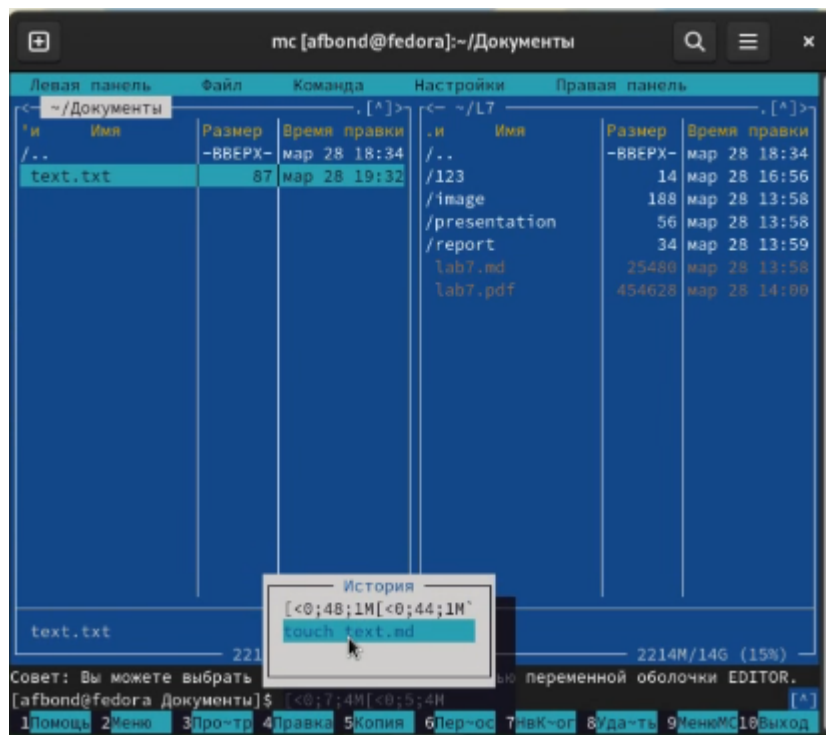 mc [afbond@fedora]:~/Документы
Левая панель Файл Команда Настройки Правая панель
<- ~/Документы .[^]> <- ~/L7 .[^]>
'и Имя Размер Время правки .и Имя Размер Время правки
/.. -ВВЕРХ- мар 28 18:34 /.. -ВВЕРХ- мар 28 18:34
text.txt 87 мар 28 19:32 /123 14 мар 28 16:56
/image 188 мар 28 13:58
/presentation 56 мар 28 13:58
/report 34 мар 28 13:59
lab7.md 25480 мар 28 13:58
lab7.pdf 454628 мар 28 14:00
История
[<0;48;1M[<0;44;1M`
text.txt touch text.md
221 2214M/14G (15%)
Совет: Вы можете выбрать ью переменной оболочки EDITOR.
[afbond@fedora Документы]$ [<0;7;4M[<0;5;4M [^]
1Помощь 2Меню 3Про~тр 4Правка 5Копия 6Пер~ос 7НвК~ог 8Уда~ть 9МенюMC10Выход